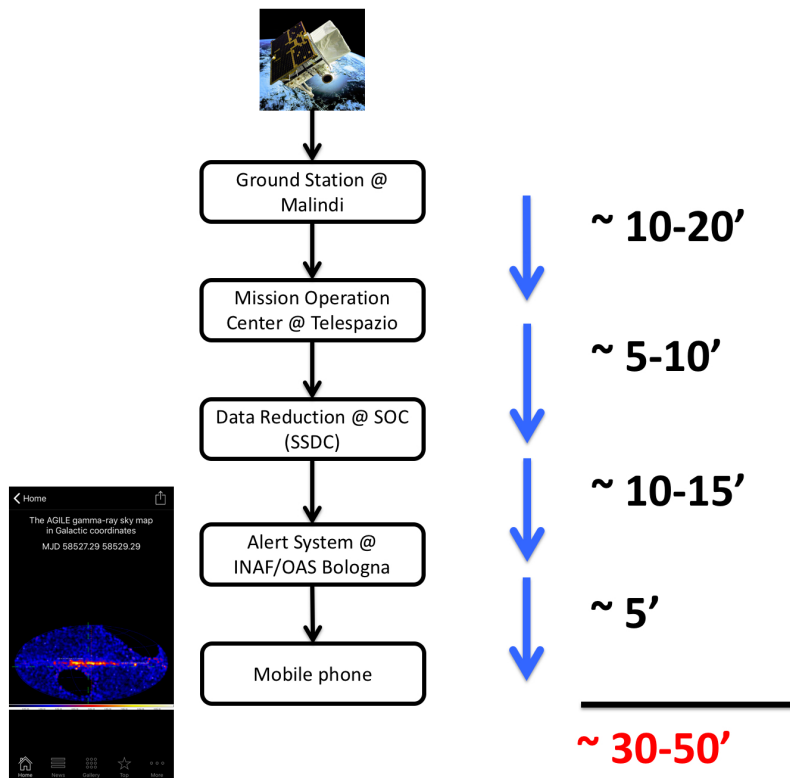 Ground Station @
Malindi
~ 10-20’
Mission Operation
Center @ Telespazio
~ 5-10’
Data Reduction @ SOC
(SSDC)
~ 10-15’
Alert System @
INAF/OAS Bologna
~ 5’
Mobile phone
~ 30-50’
Home
The AGILE gamma-ray sky map
in Galactic coordinates
MJD 58527.29 58529.29
Home
News
Gallery
Top
More